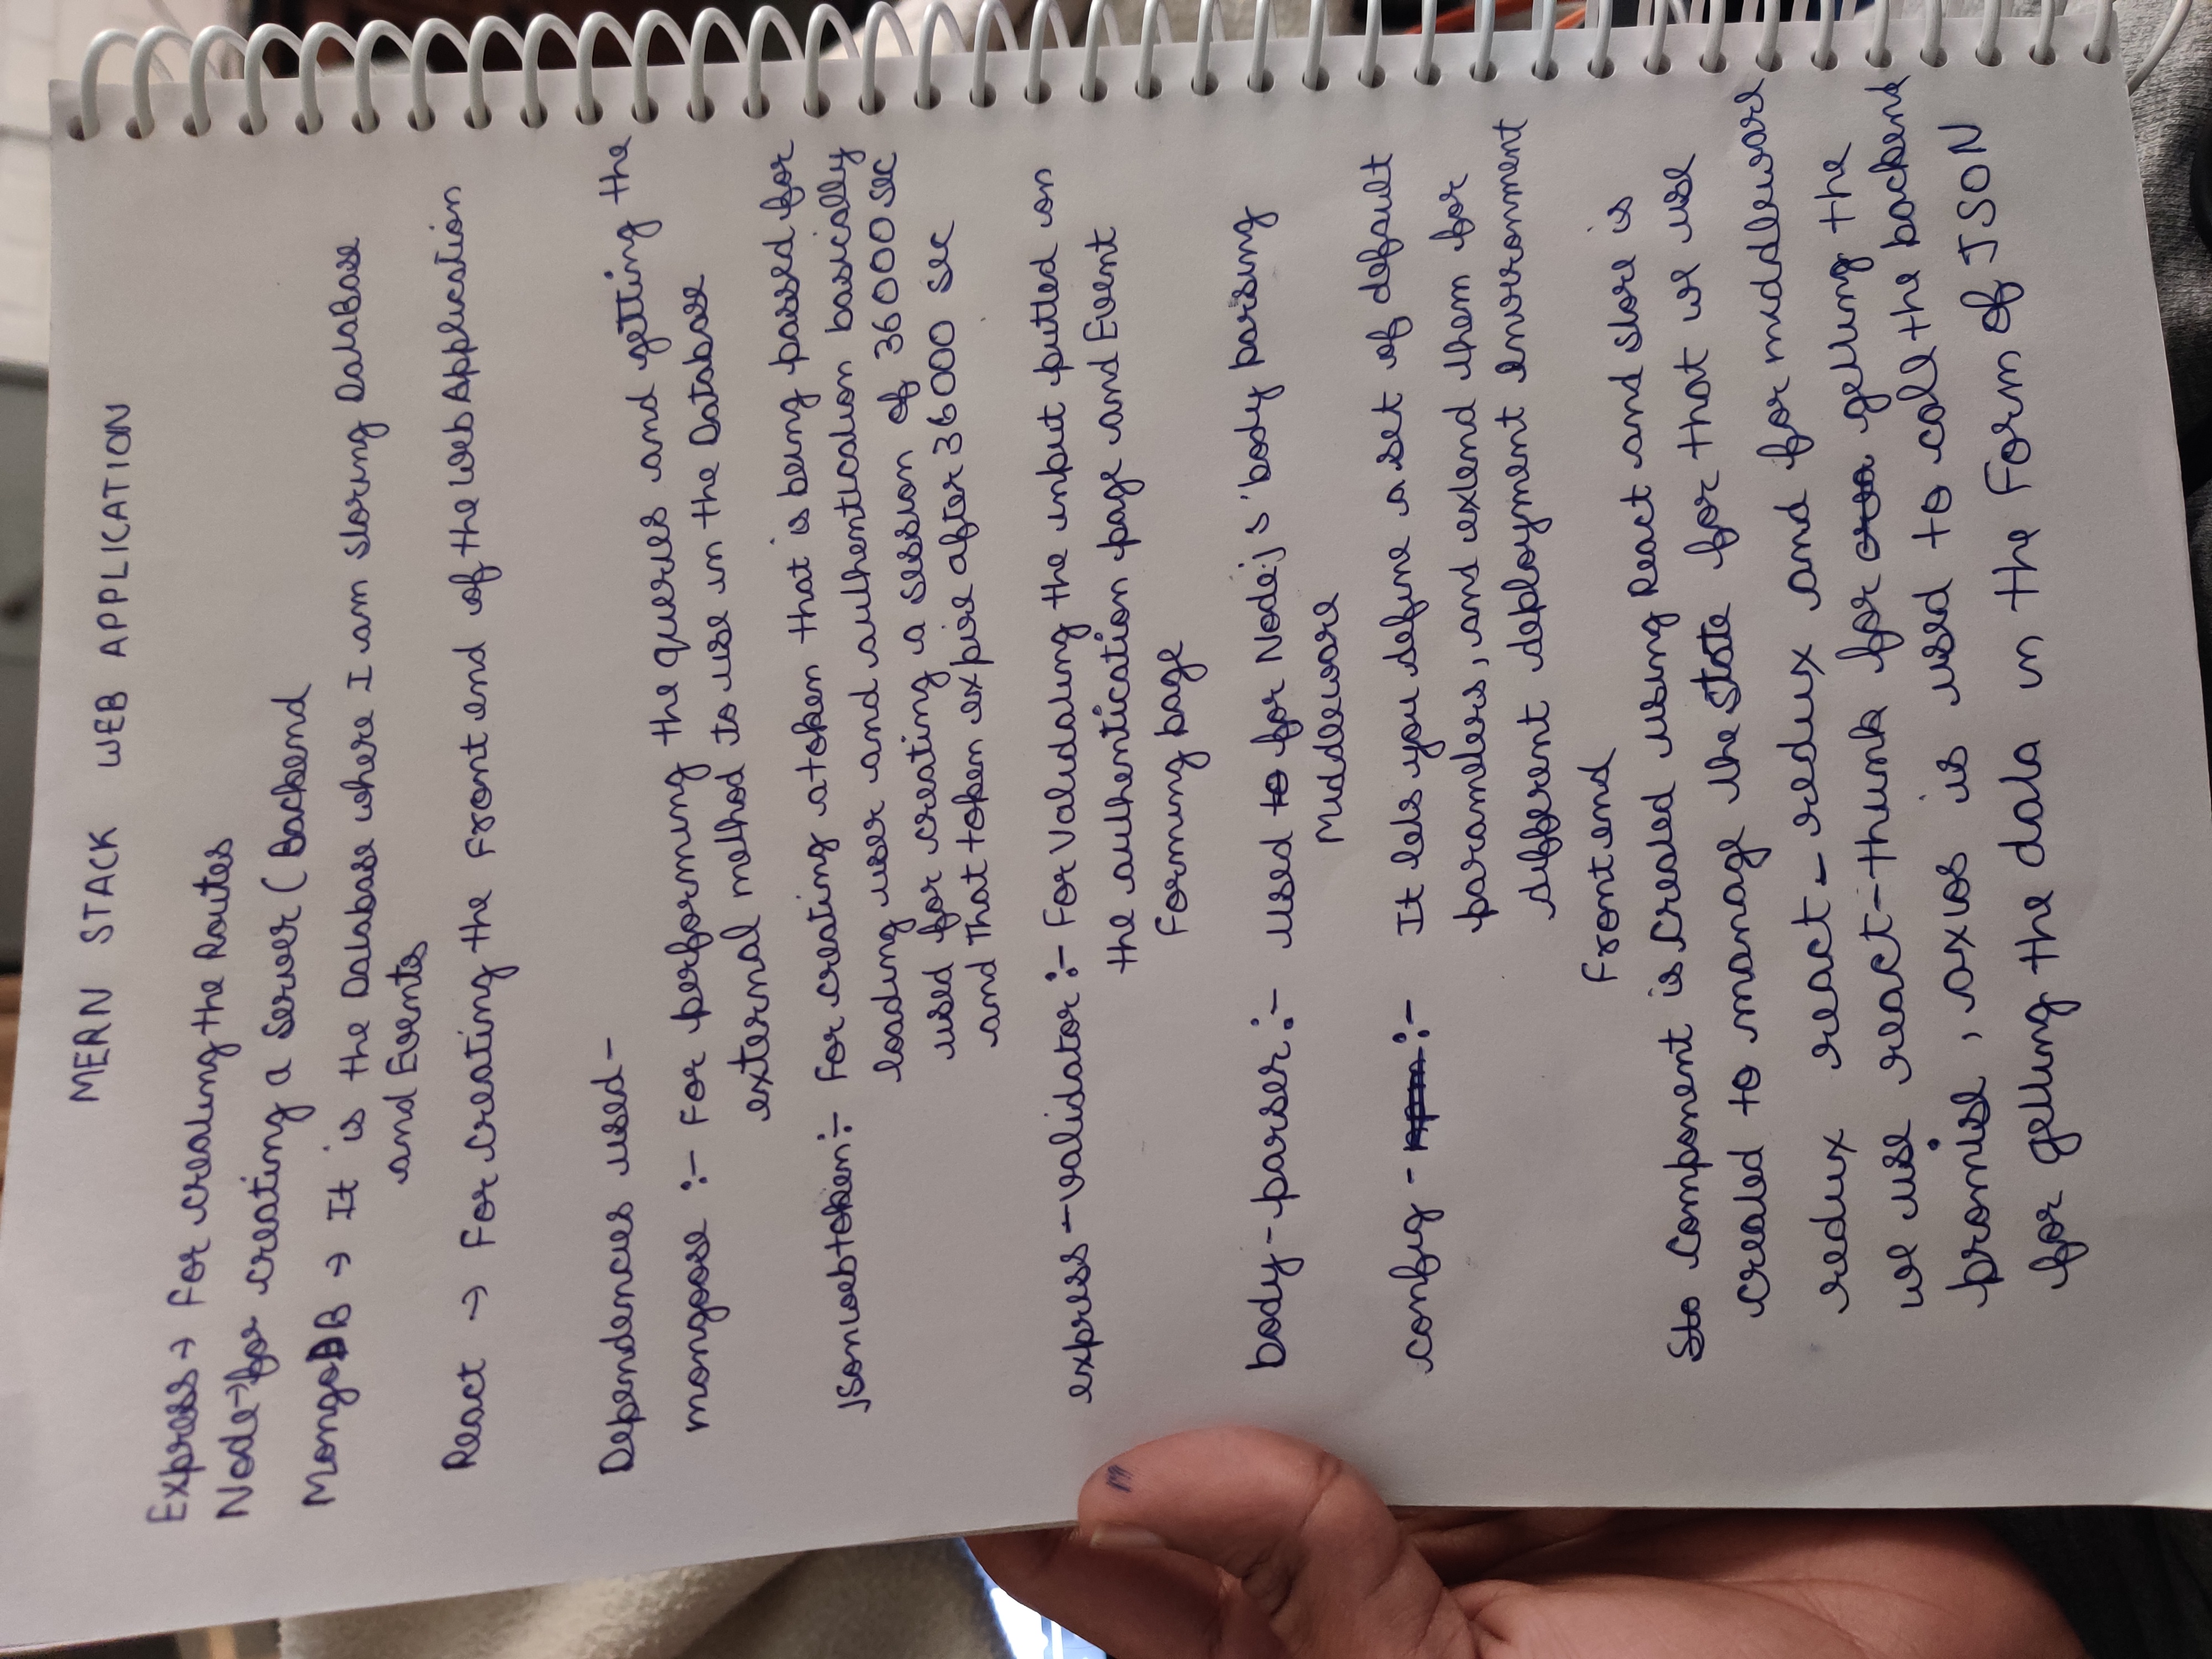 MERN STACK WEB APPLICATION
Express → For creating the Routes
Node → for creating a Server ( Backend
MongoDB → It is the Database where I am storing DataBase
and Events
React → For Creating the Front end of the Web Application
Dependencies used -
mongoose :- For performing the queries and getting the
external method to use in the Database
jsonwebtoken :- For creating a token that is being passed for
loading user and authentication basically
used for creating a session of 36000 sec
and That token expire after 36000 sec
express - validator :- For Validating the input putted on
the authentication page and Event
Forming page
body - parser :- used to for Node.js 'body parsing
Middleware
config - npm :- It lets you define a set of default
parameters, and extend them for
different deployment environment
Front end
Sto Component is Created using React and store is
created to manage the state for that we use
redux react - redux and for middleware
we use react - thunk for crea getting the
promise , axios is used to call the backend
for getting the data in the Form of JSON